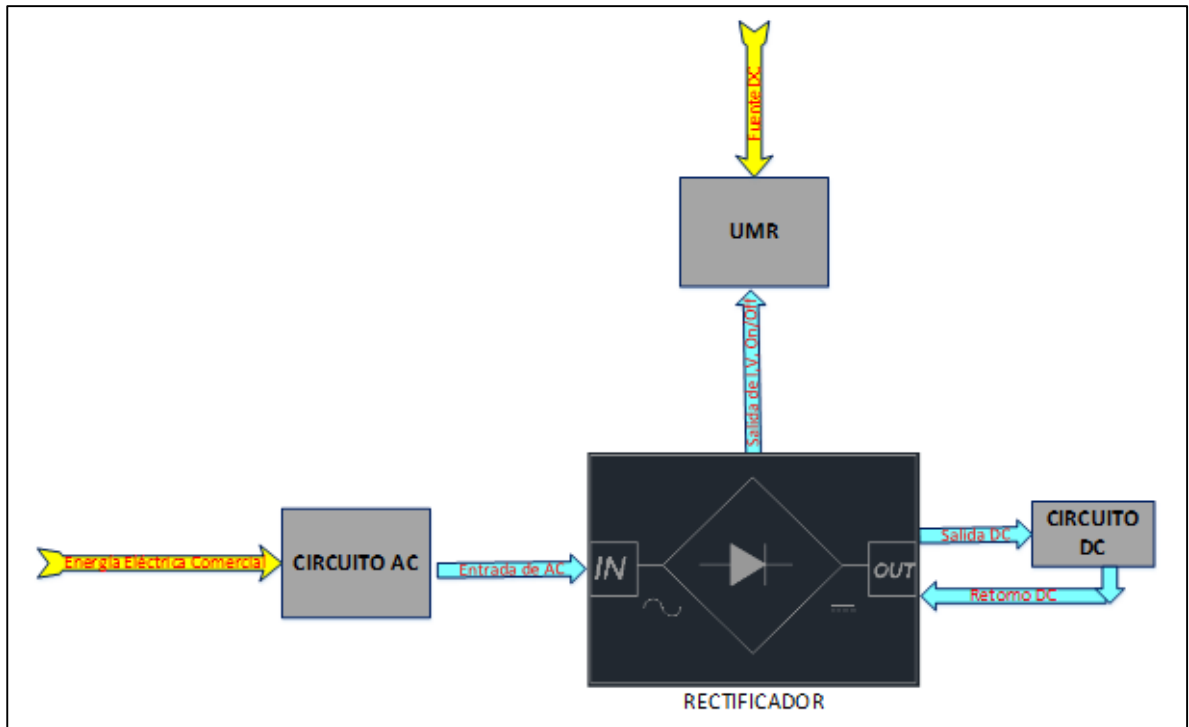 Fuente DC
UMR
Salida de I.V. On/Off
CIRCUITO AC
Energía Eléctrica Comercial
Entrada de AC
IN
OUT
Salida DC
CIRCUITO
DC
Retorno DC
RECTIFICADOR